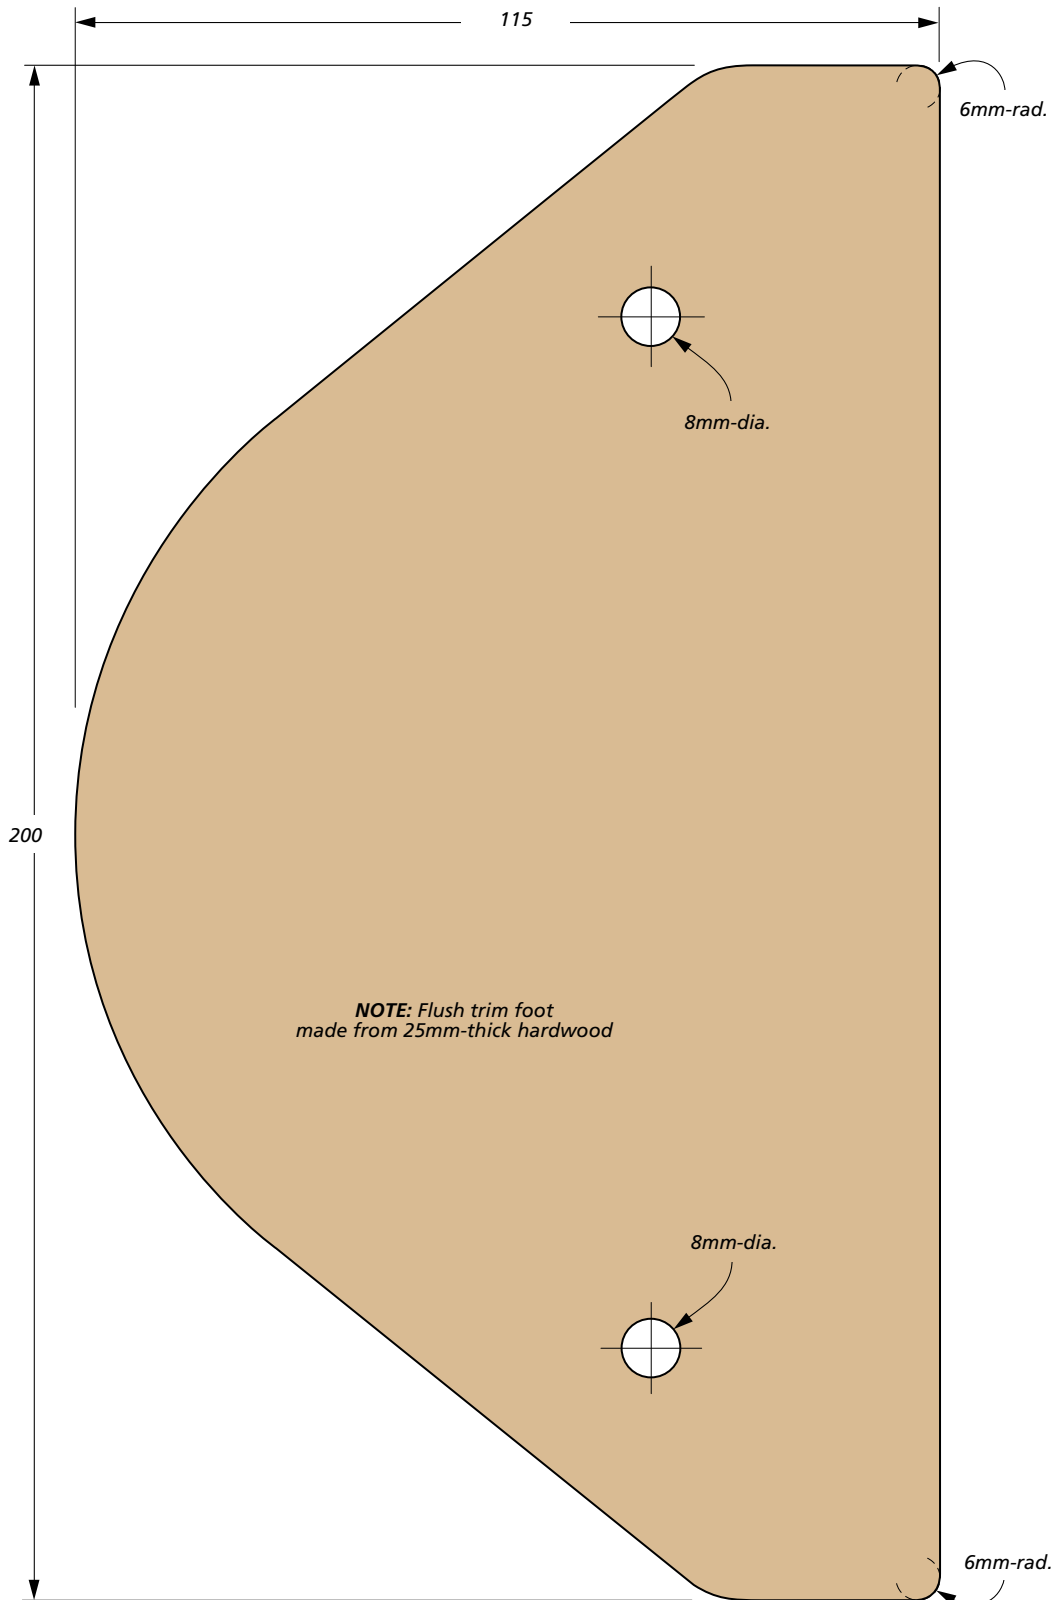 115
6mm-rad.
8mm-dia.
200
NOTE: Flush trim foot
made from 25mm-thick hardwood
8mm-dia.
6mm-rad.